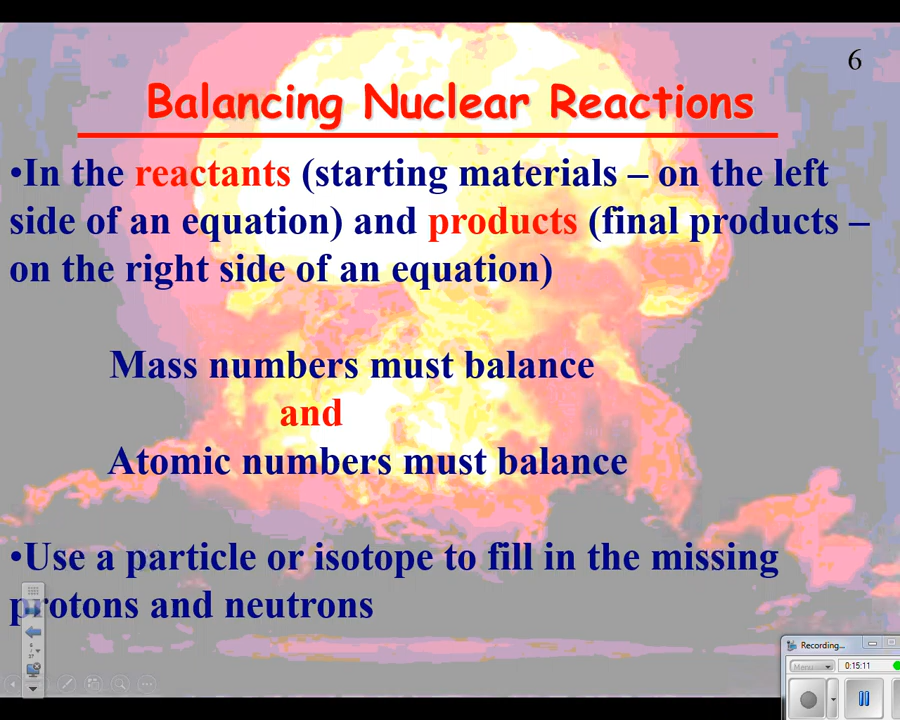 6
Balancing Nuclear Reactions
•In the reactants (starting materials – on the left
side of an equation) and products (final products –
on the right side of an equation)
Mass numbers must balance
and
Atomic numbers must balance
•Use a particle or isotope to fill in the missing
protons and neutrons
Recording...
Menu
0:15:11